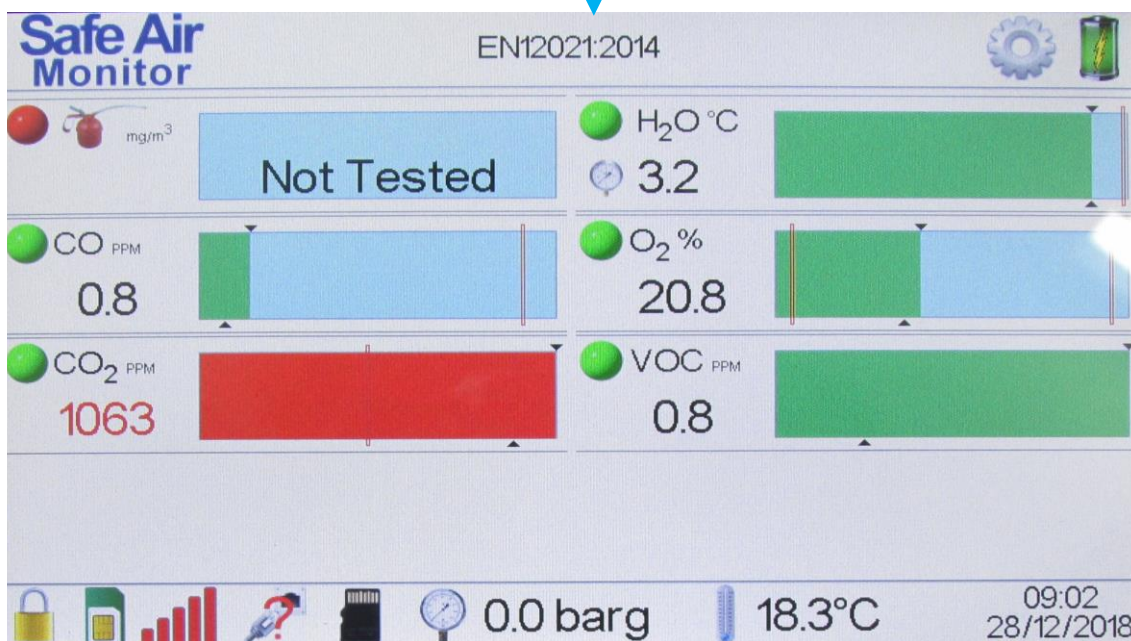 Safe Air
Monitor
EN12021:2014
mg/m³
Not Tested
H₂O °C
3.2
CO PPM
0.8
O₂ %
20.8
CO₂ PPM
1063
VOC PPM
0.8
?
0.0 barg
18.3°C
09:02
28/12/2018